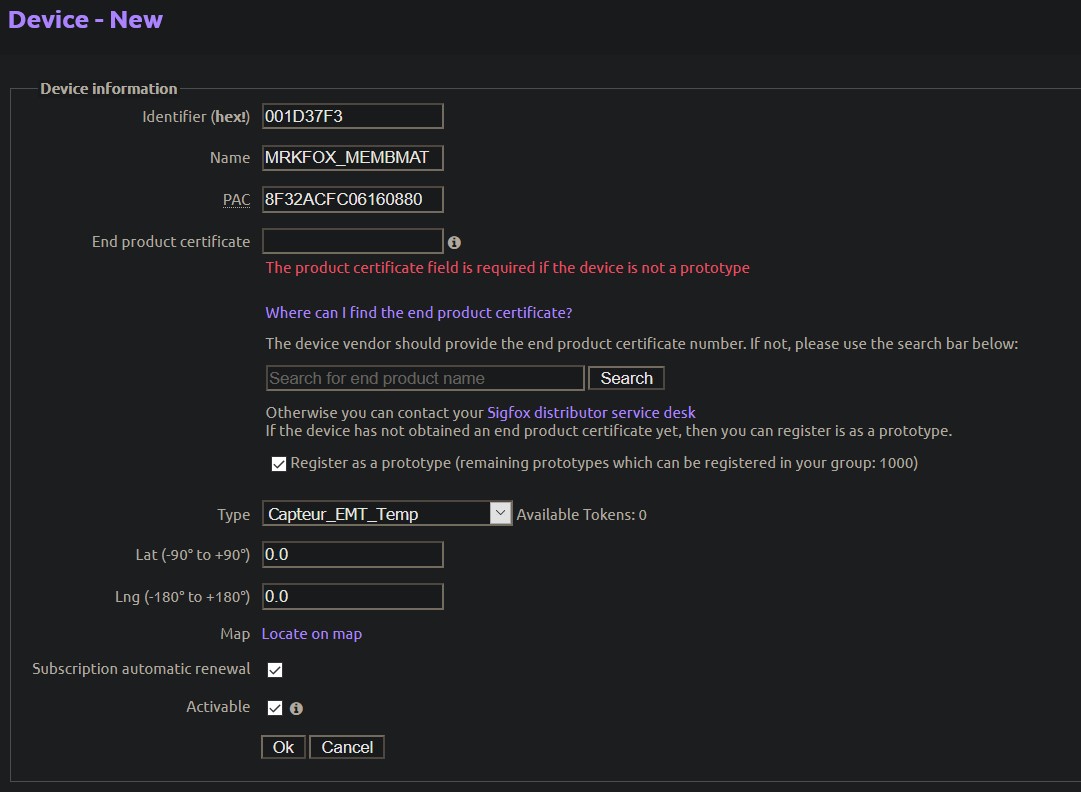 Device - New
Device information
Identifier (hex!) 001D37F3
Name MRKFOX_MEMBMAT
PAC 8F32ACFC06160880
End product certificate
The product certificate field is required if the device is not a prototype
Where can I find the end product certificate?
The device vendor should provide the end product certificate number. If not, please use the search bar below:
Search for end product name Search
Otherwise you can contact your Sigfox distributor service desk
If the device has not obtained an end product certificate yet, then you can register is as a prototype.
Register as a prototype (remaining prototypes which can be registered in your group: 1000)
Type Capteur_EMT_Temp Available Tokens: 0
Lat (-90° to +90°) 0.0
Lng (-180° to +180°) 0.0
Map Locate on map
Subscription automatic renewal
Activable
Ok Cancel